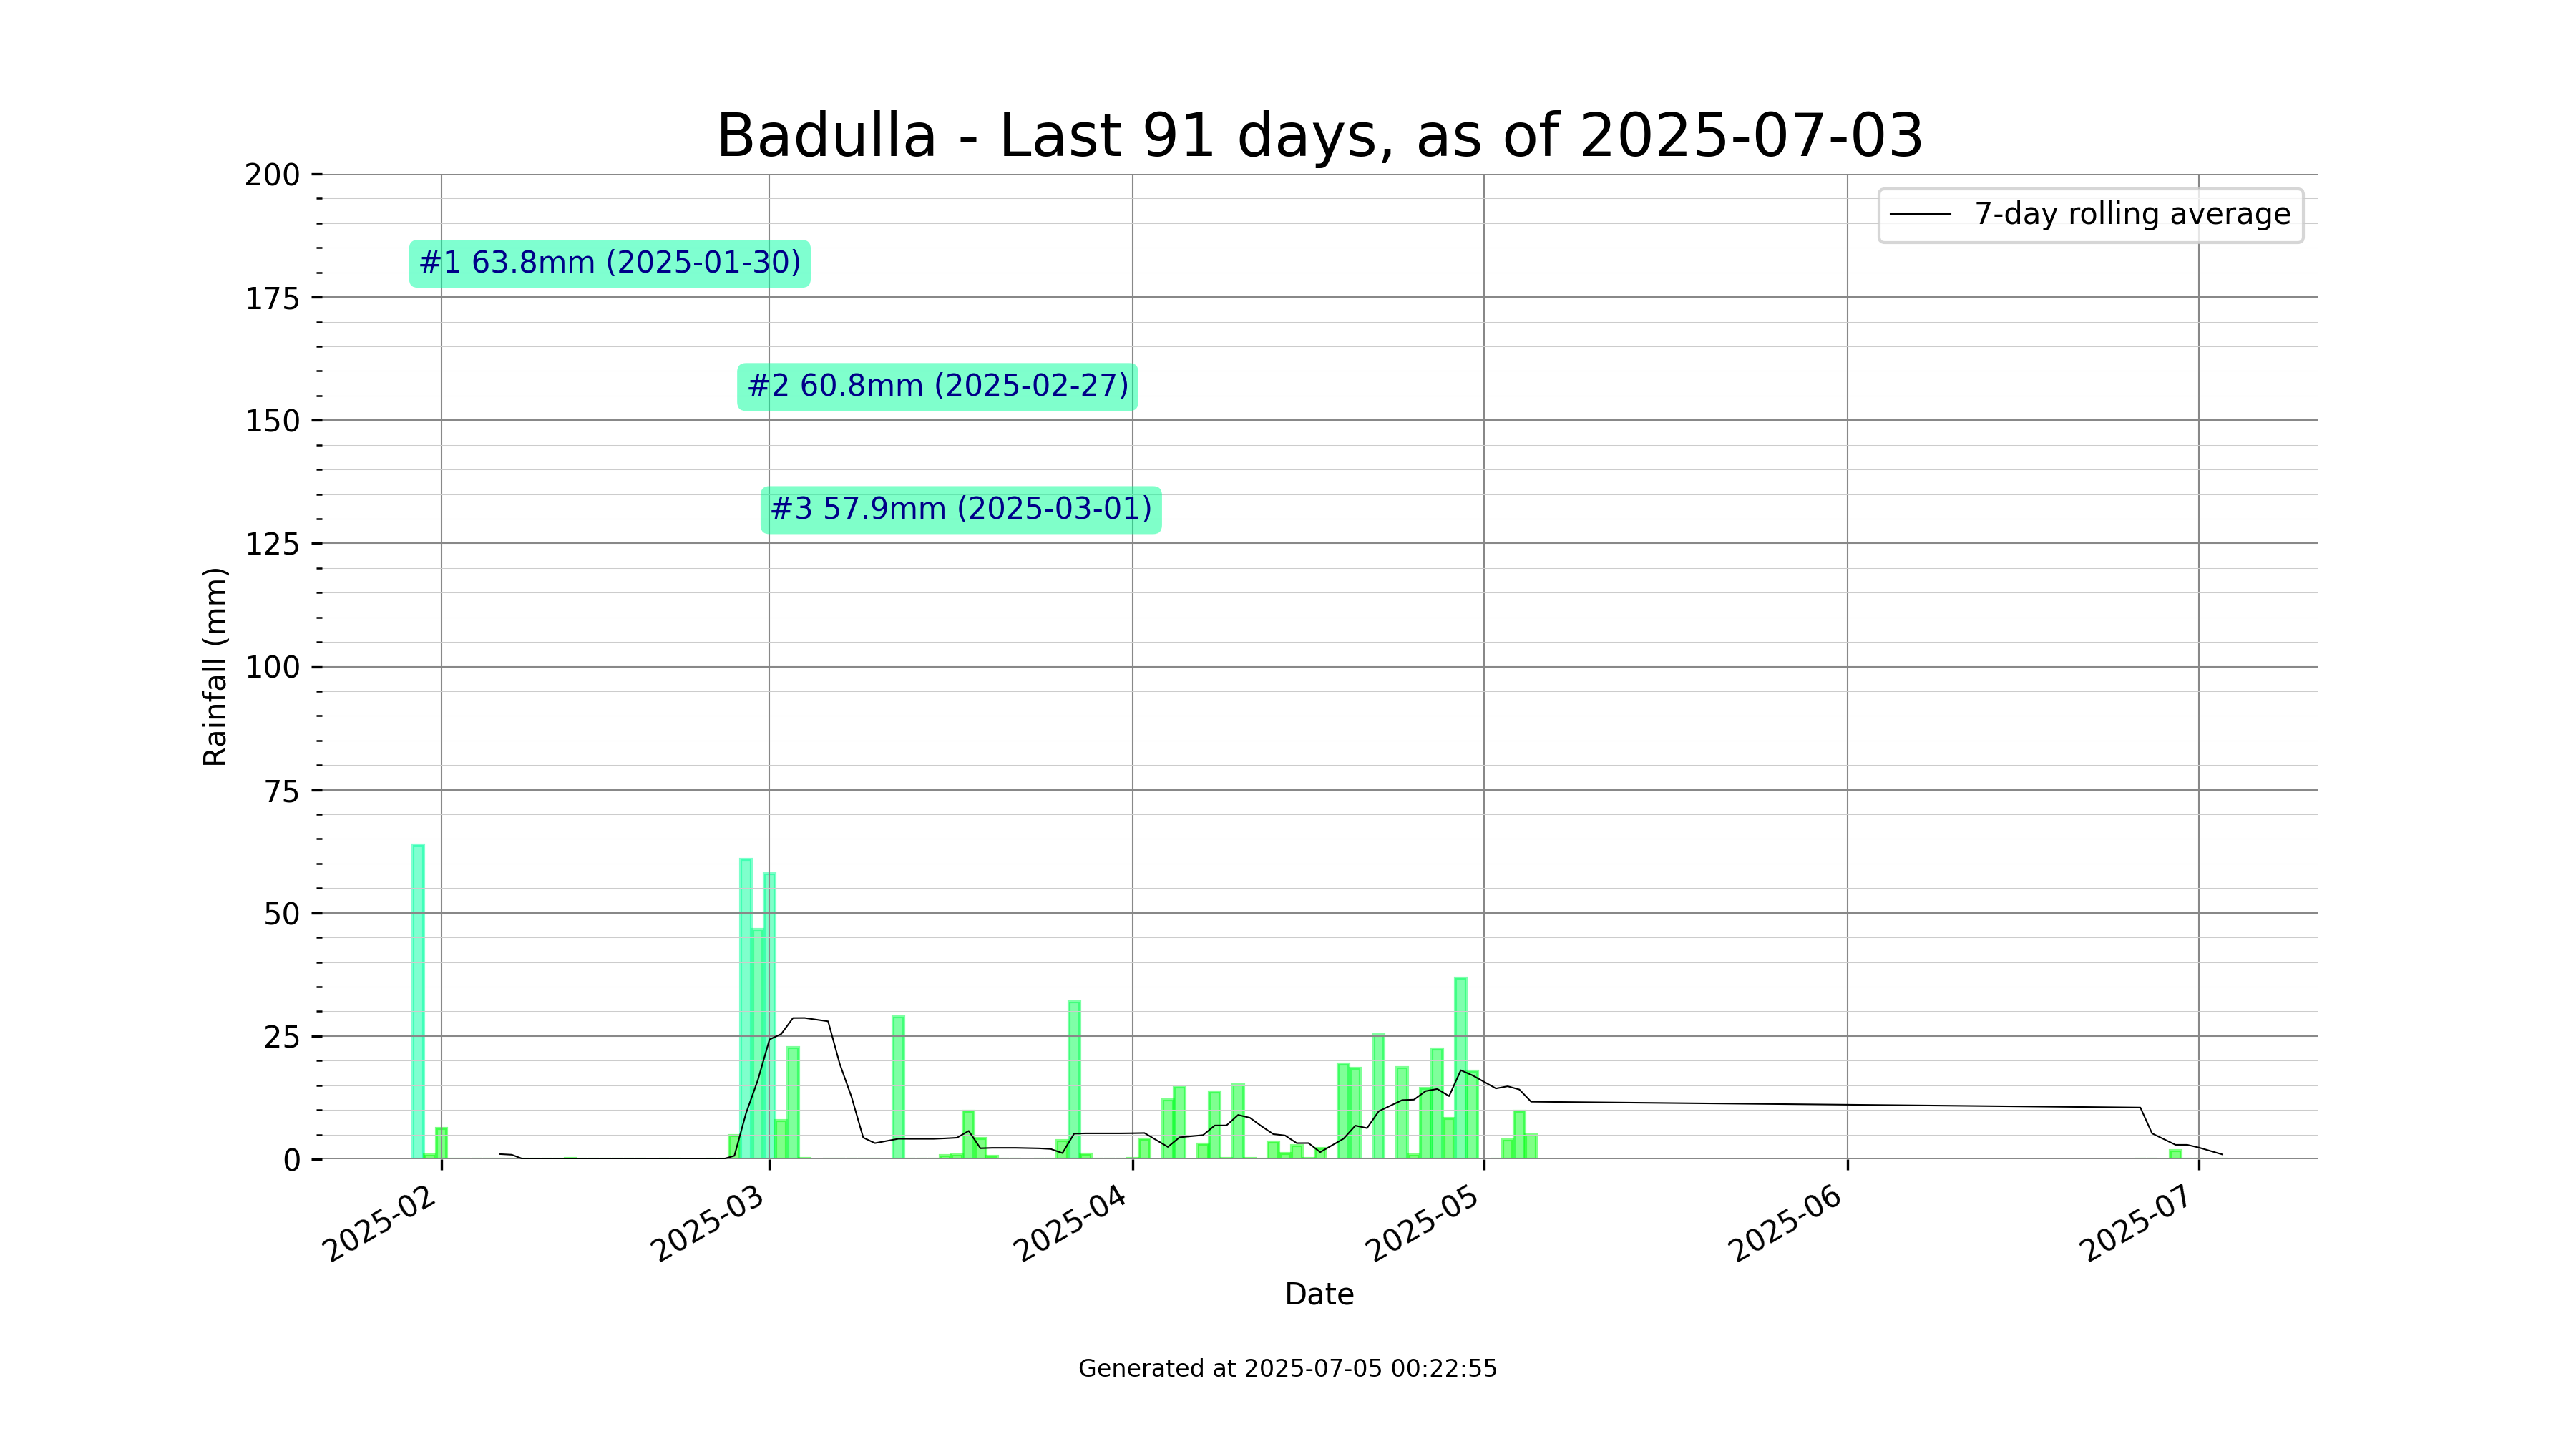 Badulla - Last 91 days, as of 2025-07-03
200
175
150
125
100
75
50
25
0
Rainfall (mm)
7-day rolling average
#1 63.8mm (2025-01-30)
#2 60.8mm (2025-02-27)
#3 57.9mm (2025-03-01)
2025-02
2025-03
2025-04
2025-05
2025-06
2025-07
Date
Generated at 2025-07-05 00:22:55